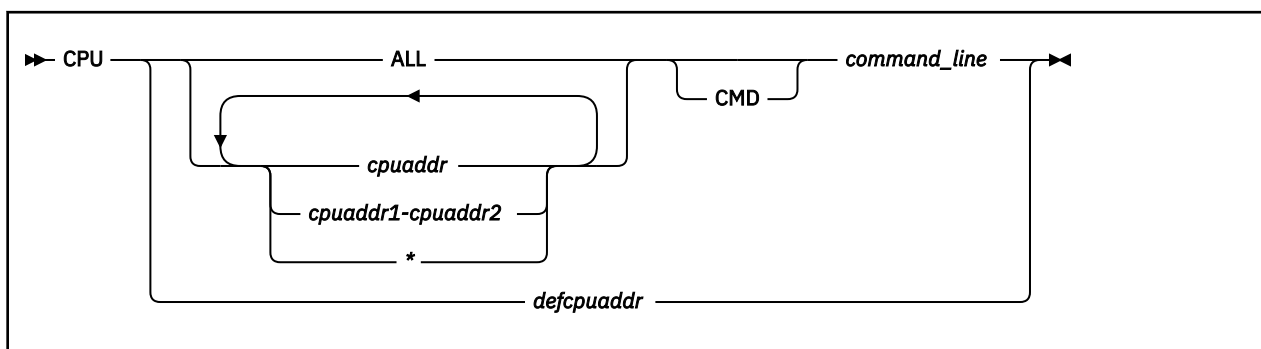 CPU ALL command_line
CMD
cpuaddr
cpuaddr1-cpuaddr2
*
defcpuaddr